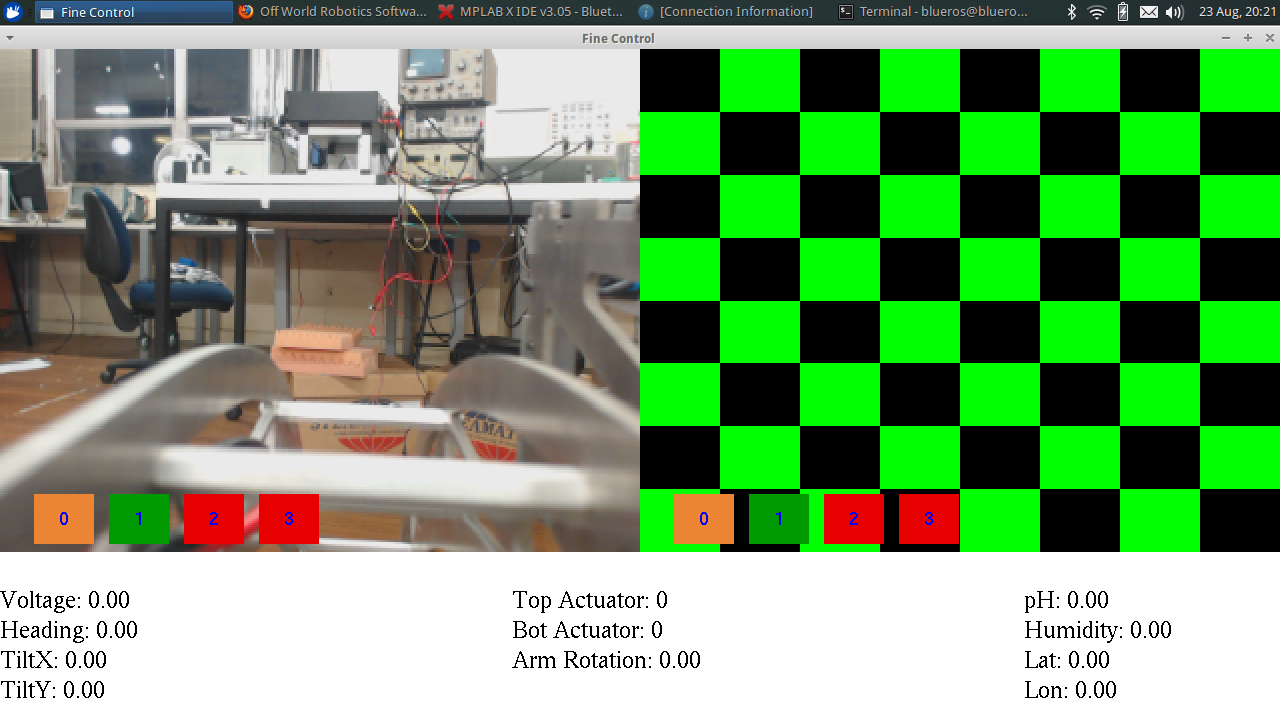 Fine Control
Off World Robotics Softwa...
MPLAB X IDE v3.05 - Bluet...
[Connection Information]
Terminal - blueros@bluero...
23 Aug, 20:21
Fine Control
0 1 2 3
0 1 2 3
Voltage: 0.00
Top Actuator: 0
pH: 0.00
Heading: 0.00
Bot Actuator: 0
Humidity: 0.00
TiltX: 0.00
Arm Rotation: 0.00
Lat: 0.00
TiltY: 0.00
Lon: 0.00